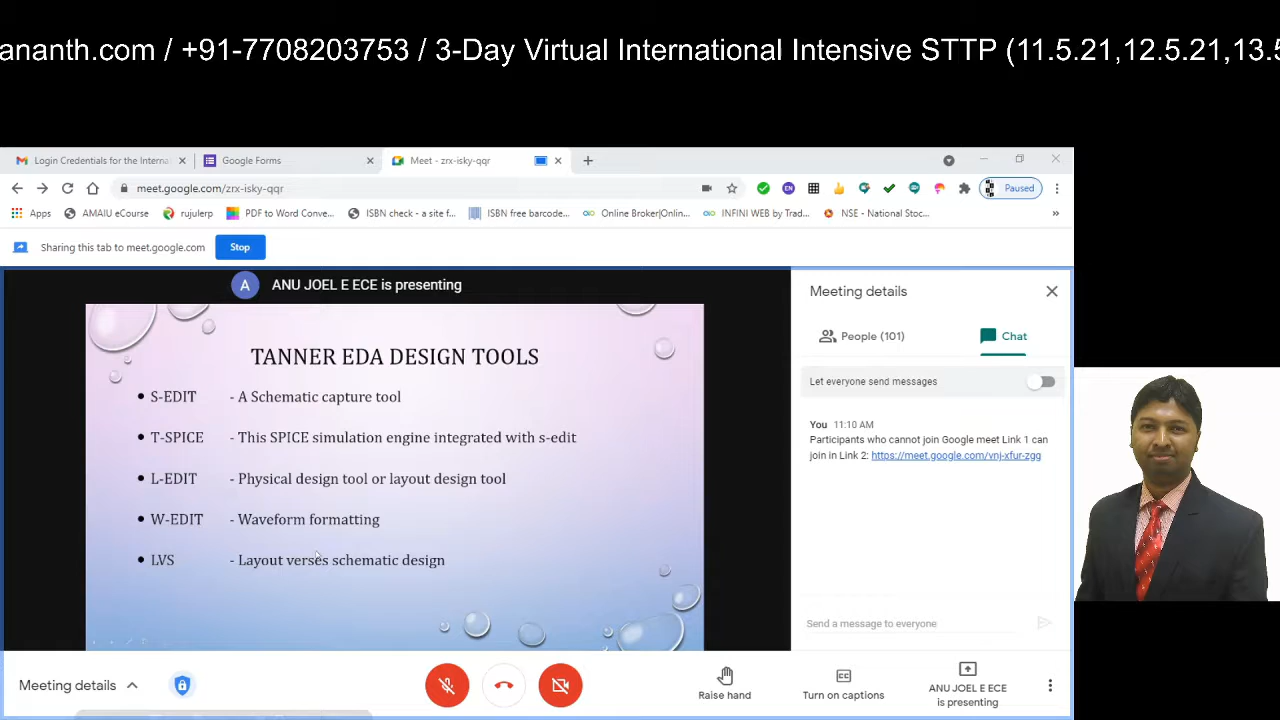 ananth.com / +91-7708203753 / 3-Day Virtual International Intensive STTP (11.5.21,12.5.21,13.5
Login Credentials for the Interna
Google Forms
Meet - zrx-isky-qqr
meet.google.com/zrx-isky-qqr
EN
Paused
Apps
AMAIU eCourse
rujulerp
PDF to Word Conve...
ISBN check - a site f...
ISBN free barcode...
Online Broker|Onlin...
INFINI WEB by Trad...
NSE - National Stoc...
»
Sharing this tab to meet.google.com
Stop
A
ANU JOEL E ECE is presenting
TANNER EDA DESIGN TOOLS
• S-EDIT - A Schematic capture tool
• T-SPICE - This SPICE simulation engine integrated with s-edit
• L-EDIT - Physical design tool or layout design tool
• W-EDIT - Waveform formatting
• LVS - Layout verses schematic design
Meeting details
People (101)
Chat
Let everyone send messages
You 11:10 AM
Participants who cannot join Google meet Link 1 can
join in Link 2: https://meet.google.com/vnj-xfur-zgg
Send a message to everyone
Meeting details
Raise hand
Turn on captions
ANU JOEL E ECE
is presenting